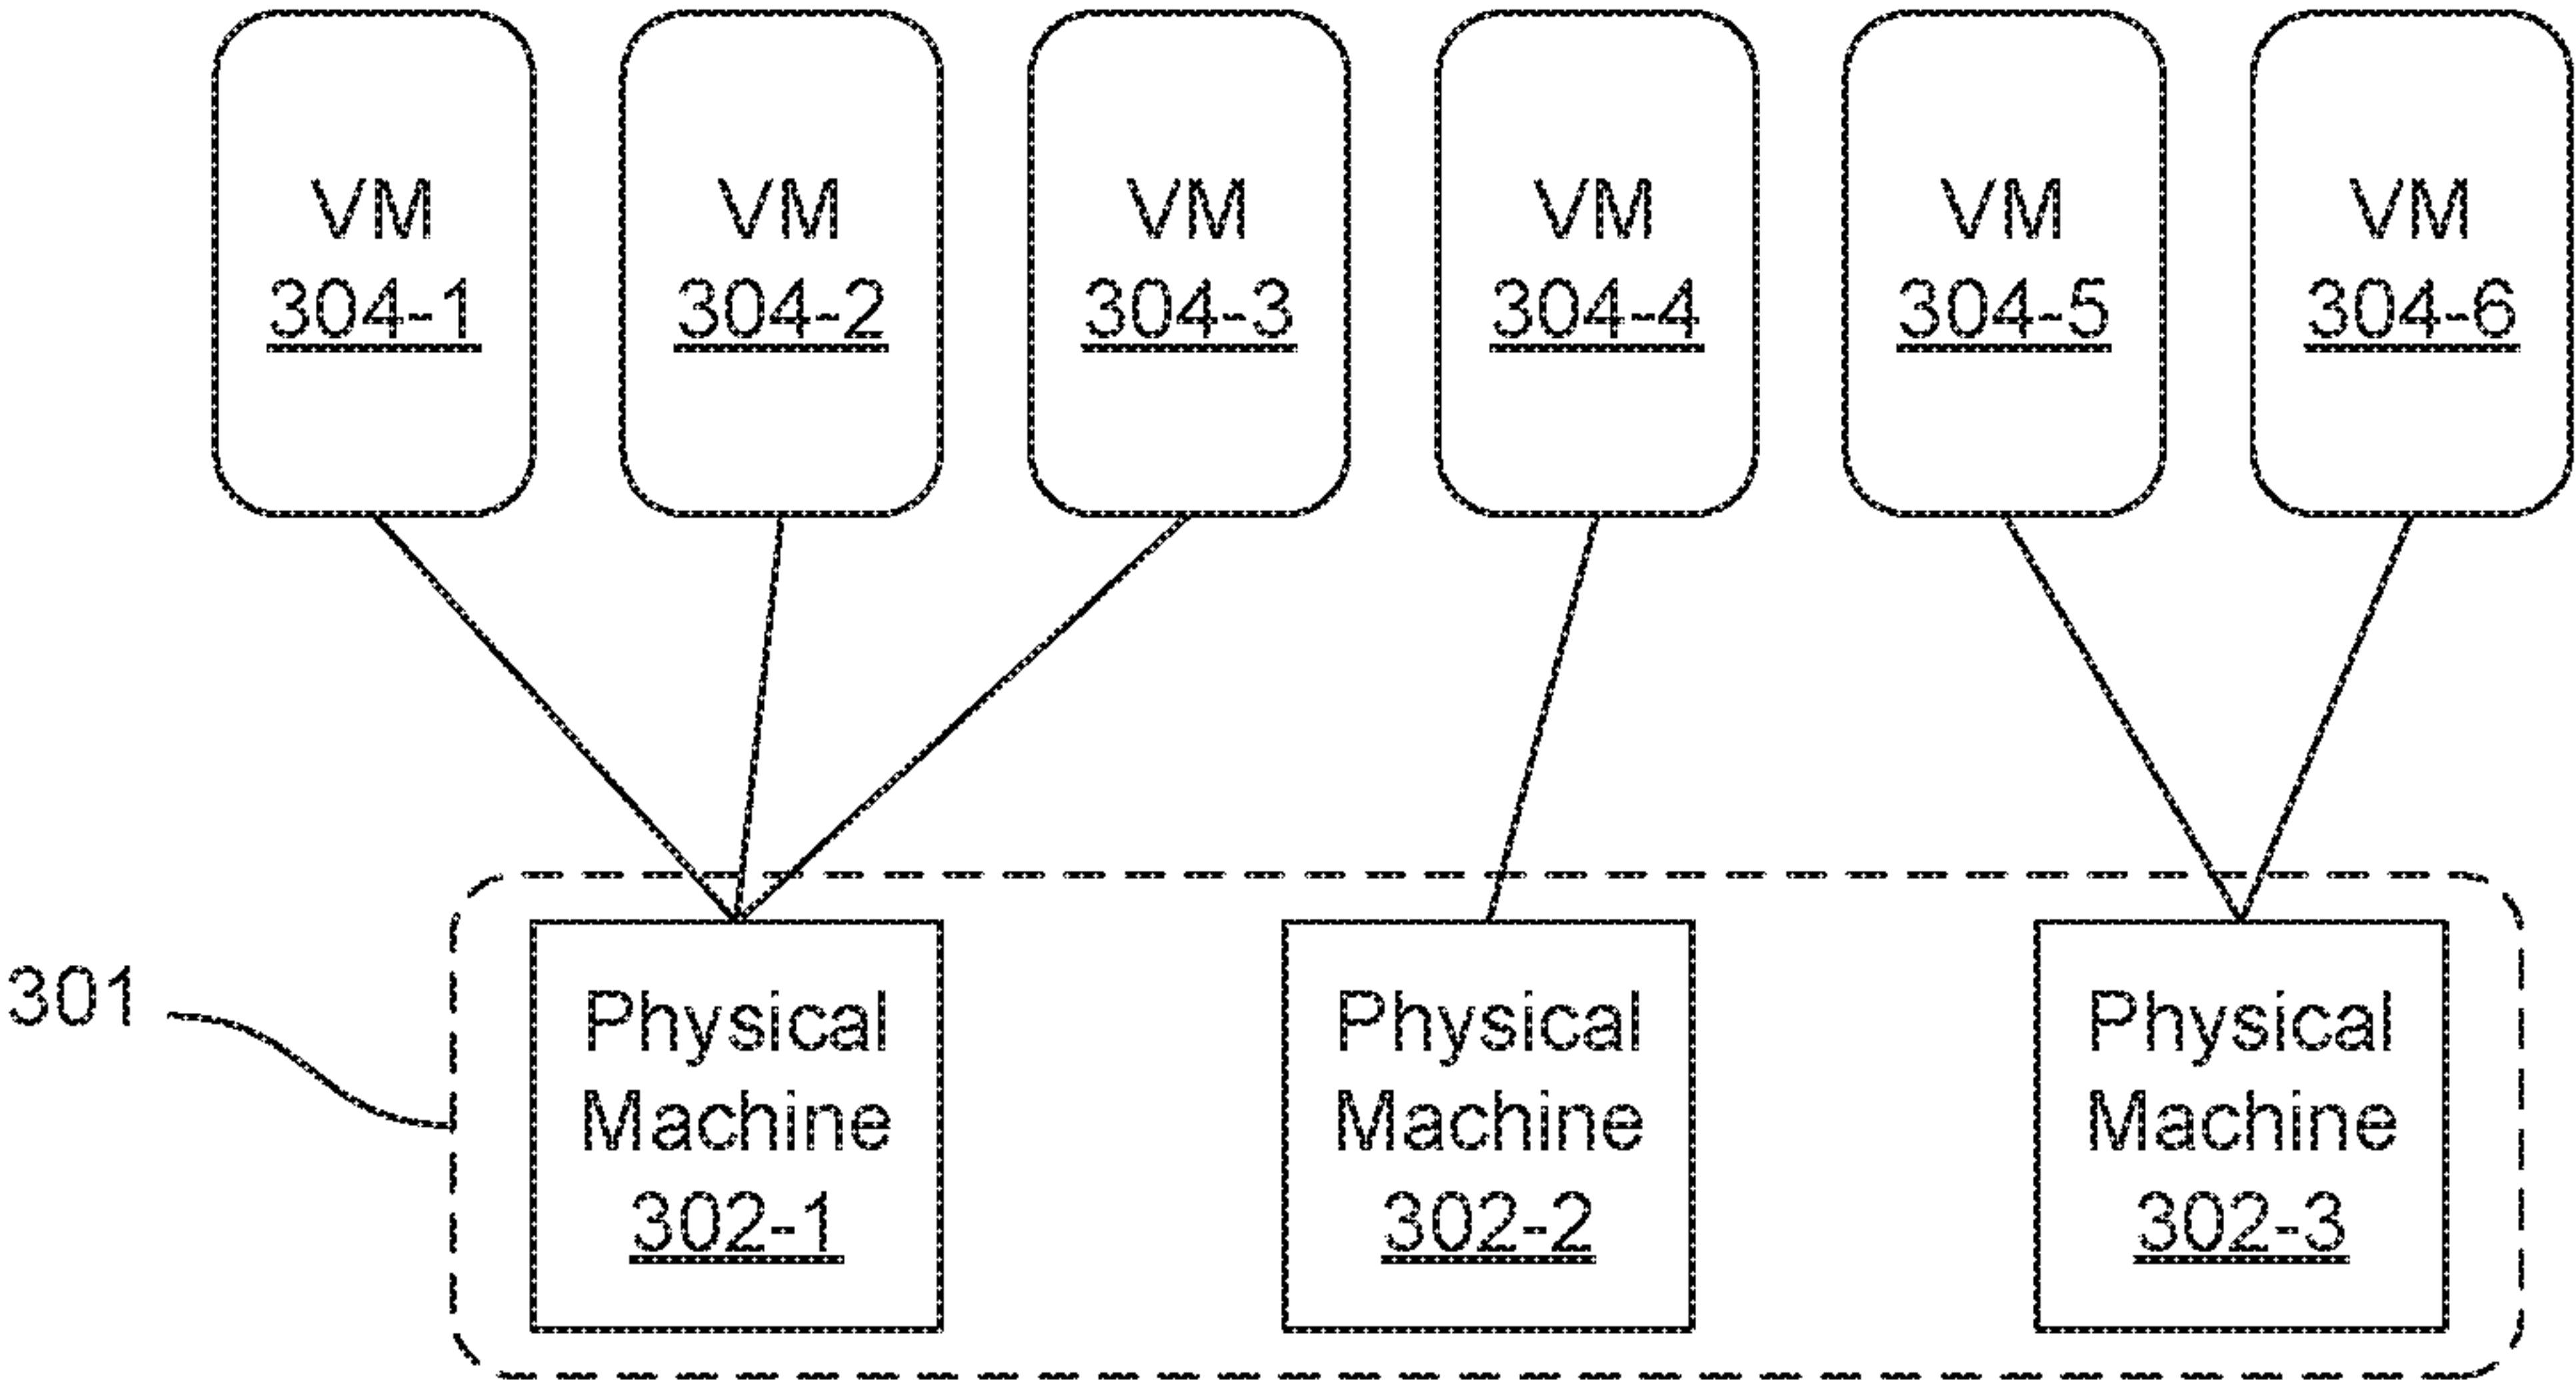 VM
304-1
VM
304-2
VM
304-3
VM
304-4
VM
304-5
VM
304-6
301
Physical
Machine
302-1
Physical
Machine
302-2
Physical
Machine
302-3